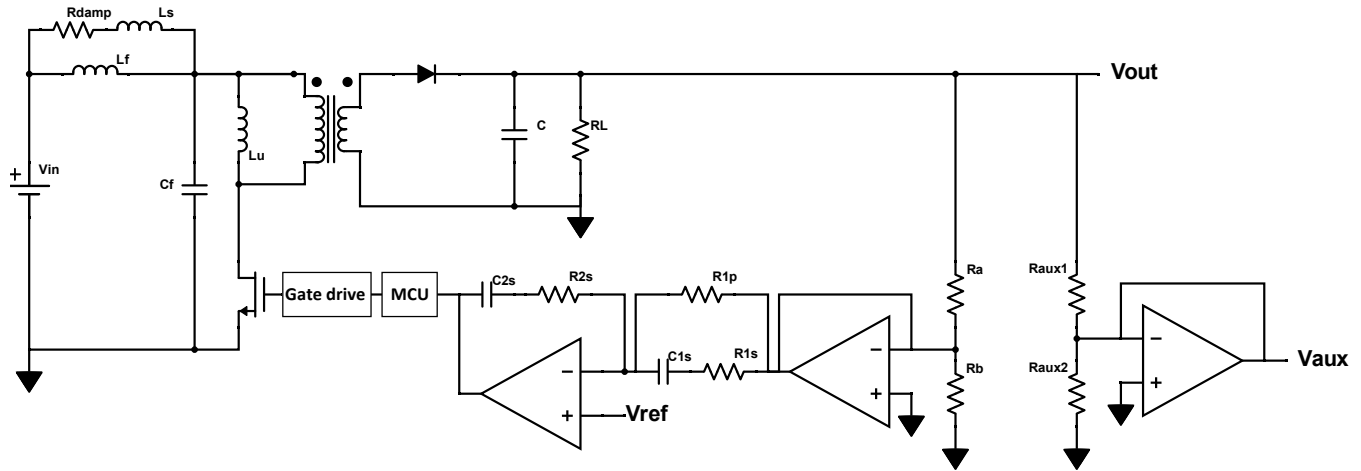 Rdamp
Ls
Lf
Vin
Cf
Lu
C
RL
Vout
Gate drive
MCU
C2s
R2s
R1p
C1s
R1s
Vref
Ra
Rb
Raux1
Raux2
Vaux